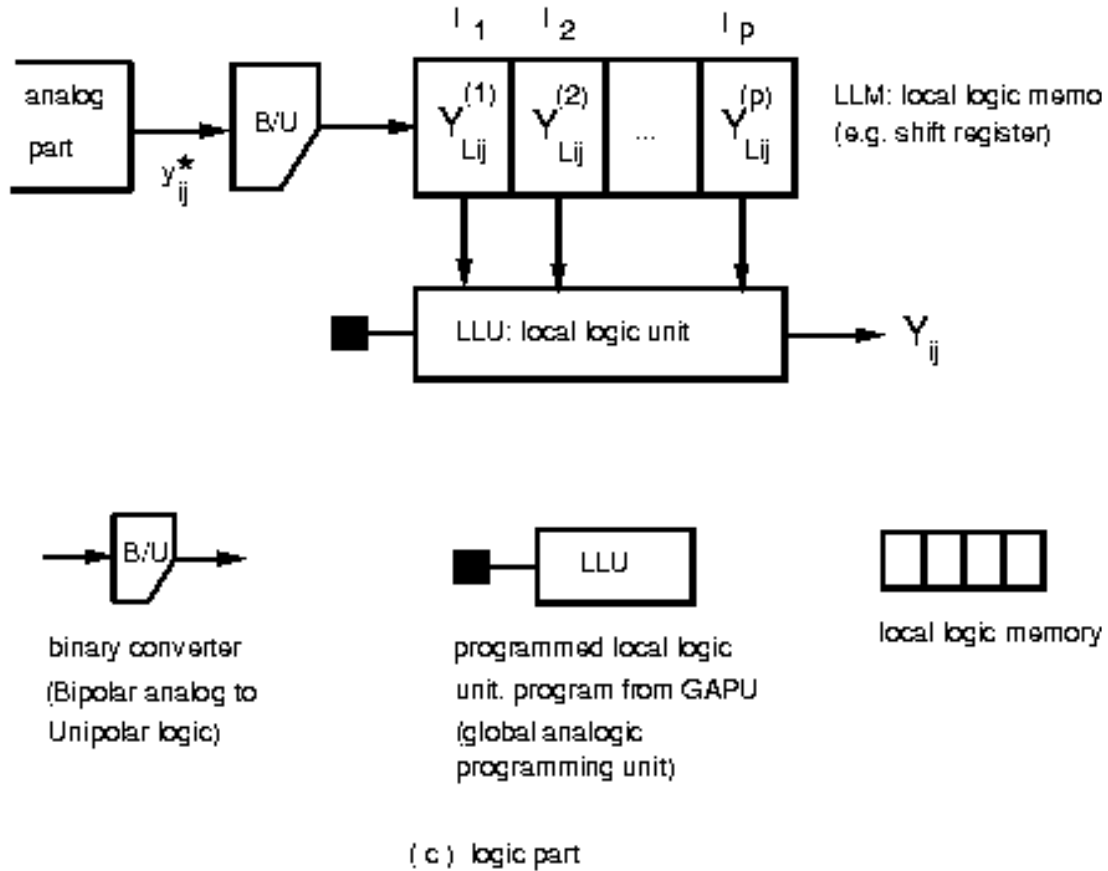 I 1 I 2 I p
analog
part
y*ij
B/U
Y(1)Lij Y(2)Lij ... Y(p)Lij
LLM: local logic memo
(e.g. shift register)
LLU: local logic unit
Yij
B/U
binary converter
(Bipolar analog to
Unipolar logic)
LLU
programmed local logic
unit. program from GAPU
(global analogic
programming unit)
local logic memory
( c ) logic part